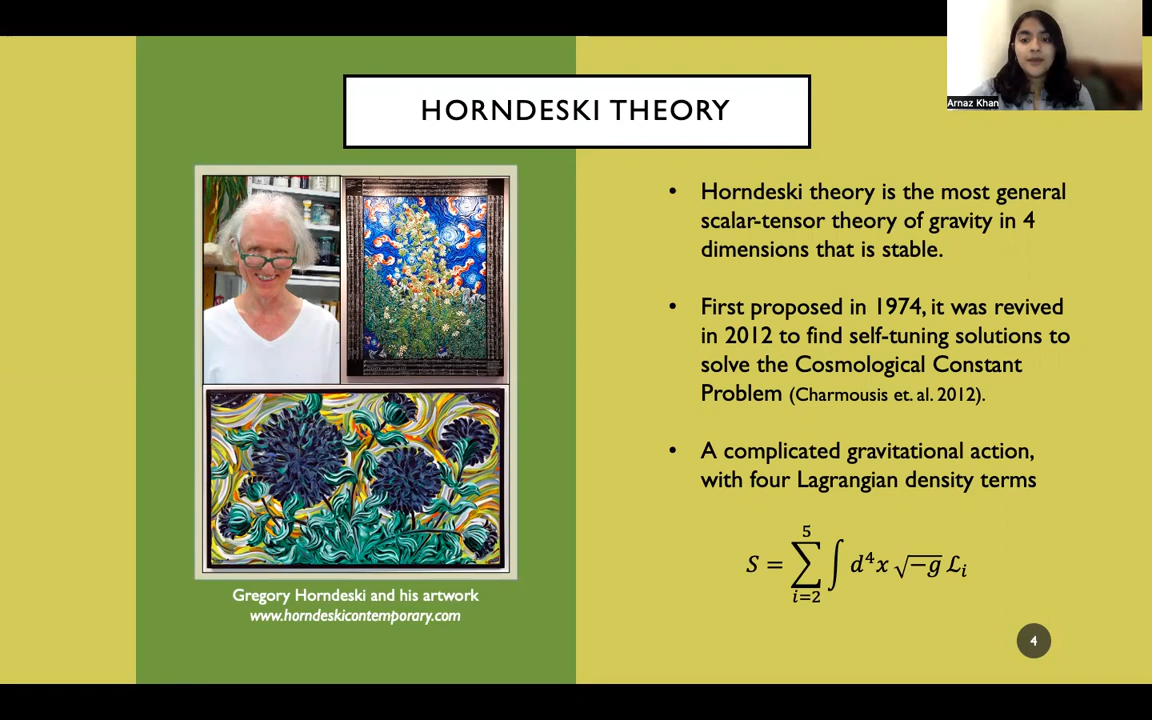 Arnaz Khan
HORNDESKI THEORY
• Horndeski theory is the most general
scalar-tensor theory of gravity in 4
dimensions that is stable.
• First proposed in 1974, it was revived
in 2012 to find self-tuning solutions to
solve the Cosmological Constant
Problem (Charmousis et. al. 2012).
• A complicated gravitational action,
with four Lagrangian density terms
S = ∑_{i=2}^{5} ∫ d⁴x √−g ℒᵢ
Gregory Horndeski and his artwork
www.horndeskicontemporary.com
4